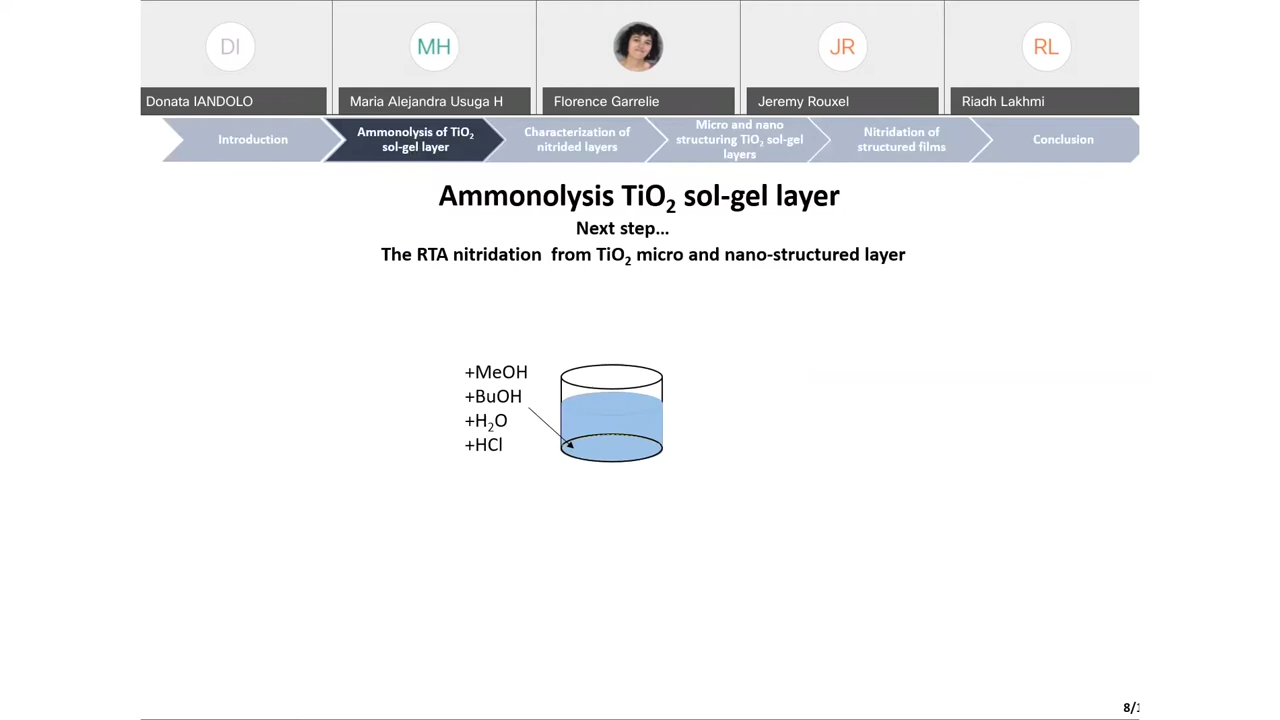 DI
MH
JR
RL
Donata IANDOLO
Maria Alejandra Usuga H
Florence Garrelie
Jeremy Rouxel
Riadh Lakhmi
Introduction
Ammonolysis of TiO₂
sol-gel layer
Characterization of
nitrided layers
Micro and nano
structuring TiO₂ sol-gel
layers
Nitridation of
structured films
Conclusion
Ammonolysis TiO₂ sol-gel layer
Next step...
The RTA nitridation from TiO₂ micro and nano-structured layer
+MeOH
+BuOH
+H₂O
+HCl
8/